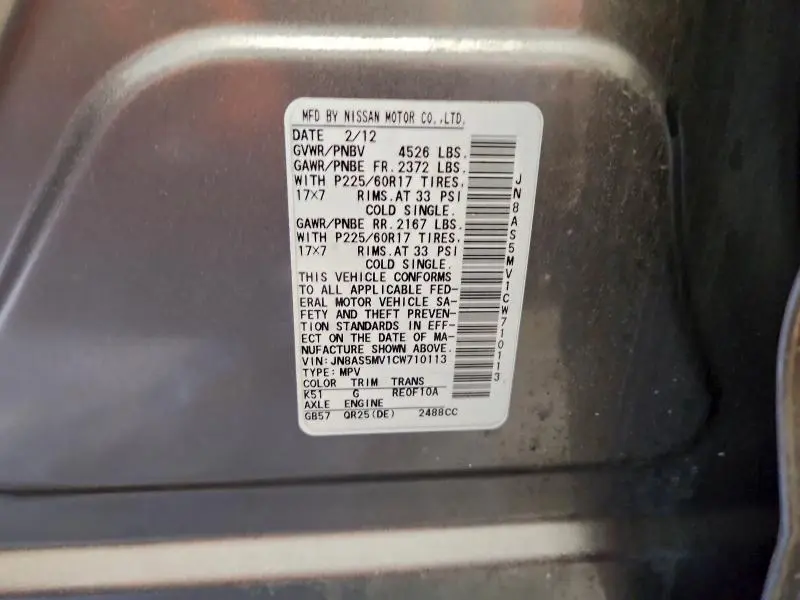 MFD BY NISSAN MOTOR CO.,LTD.
DATE 2/12
GVWR/PNBV 4526 LBS.
GAWR/PNBE FR. 2372 LBS.
WITH P225/60R17 TIRES,
17×7 RIMS.AT 33 PSI
COLD SINGLE.
GAWR/PNBE RR. 2167 LBS.
WITH P225/60R17 TIRES,
17×7 RIMS.AT 33 PSI
COLD SINGLE.
THIS VEHICLE CONFORMS
TO ALL APPLICABLE FED-
ERAL MOTOR VEHICLE SA-
FETY AND THEFT PREVEN-
TION STANDARDS IN EFF-
ECT ON THE DATE OF MA-
NUFACTURE SHOWN ABOVE.
VIN:JN8AS5MV1CW710113
TYPE:MPV
COLOR TRIM TRANS
K51 G RE0F10A
AXLE ENGINE
GB57 QR25(DE) 2488CC
JN8AS5MV1CW710113